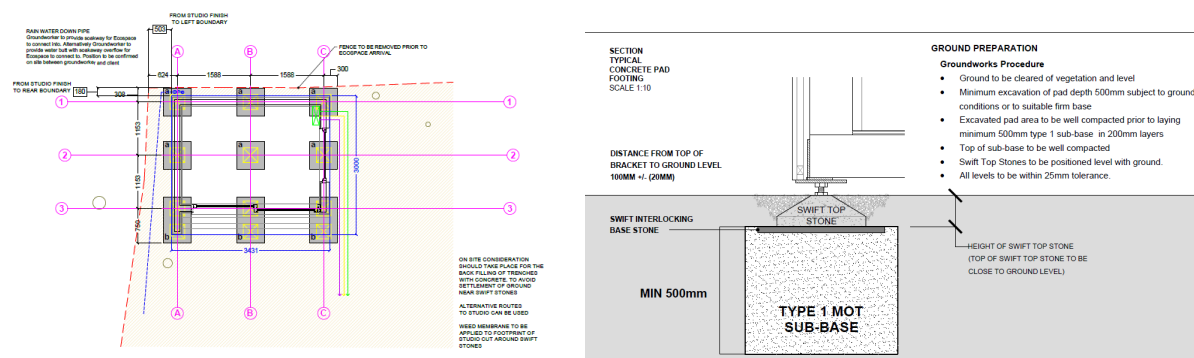 FROM STUDIO FINISH
TO LEFT BOUNDARY
503
RAIN WATER DOWN PIPE
Groundworker to provide soakway for Ecospace
to connect into. Alternatively Groundworker to
provide water butt with soakeway overflow for
Ecospace to connect to. Position to be confirmed
on site between groundworkey and client
A
B
C
FENCE TO BE REMOVED PRIOR TO
ECOSPACE ARRIVAL
624
1588
1588
300
FROM STUDIO FINISH
TO REAR BOUNDARY
180
309
a
a
a
1
1
1153
a
a
a
2
2
3000
1153
3
3
750
b
b
b
3431
A
B
C
ON SITE CONSIDERATION
SHOULD TAKE PLACE FOR THE
BACK FILLING OF TRENCHES
WITH CONCRETE, TO AVOID
SETTLEMENT OF GROUND
NEAR SWIFT STONES
ALTERNATIVE ROUTES
TO STUDIO CAN BE USED
WEED MEMBRANE TO BE
APPLIED TO FOOTPRINT OF
STUDIO CUT AROUND SWIFT
STONES
SECTION
TYPICAL
CONCRETE PAD
FOOTING
SCALE 1:10
GROUND PREPARATION
Groundworks Procedure
• Ground to be cleared of vegetation and level
• Minimum excavation of pad depth 500mm subject to ground
conditions or to suitable firm base
• Excavated pad area to be well compacted prior to laying
minimum 500mm type 1 sub-base in 200mm layers
• Top of sub-base to be well compacted
• Swift Top Stones to be positioned level with ground.
• All levels to be within 25mm tolerance.
DISTANCE FROM TOP OF
BRACKET TO GROUND LEVEL
100MM +/- (20MM)
SWIFT TOP
STONE
SWIFT INTERLOCKING
BASE STONE
HEIGHT OF SWIFT TOP STONE
(TOP OF SWIFT TOP STONE TO BE
CLOSE TO GROUND LEVEL)
MIN 500mm
TYPE 1 MOT
SUB-BASE